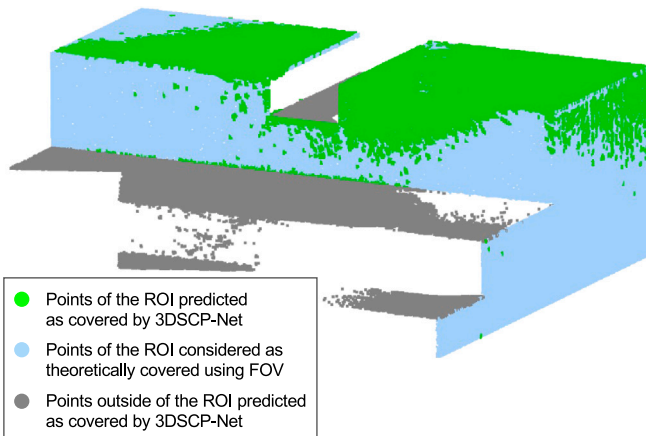 Points of the ROI predicted
as covered by 3DSCP-Net
Points of the ROI considered as
theoretically covered using FOV
Points outside of the ROI predicted
as covered by 3DSCP-Net